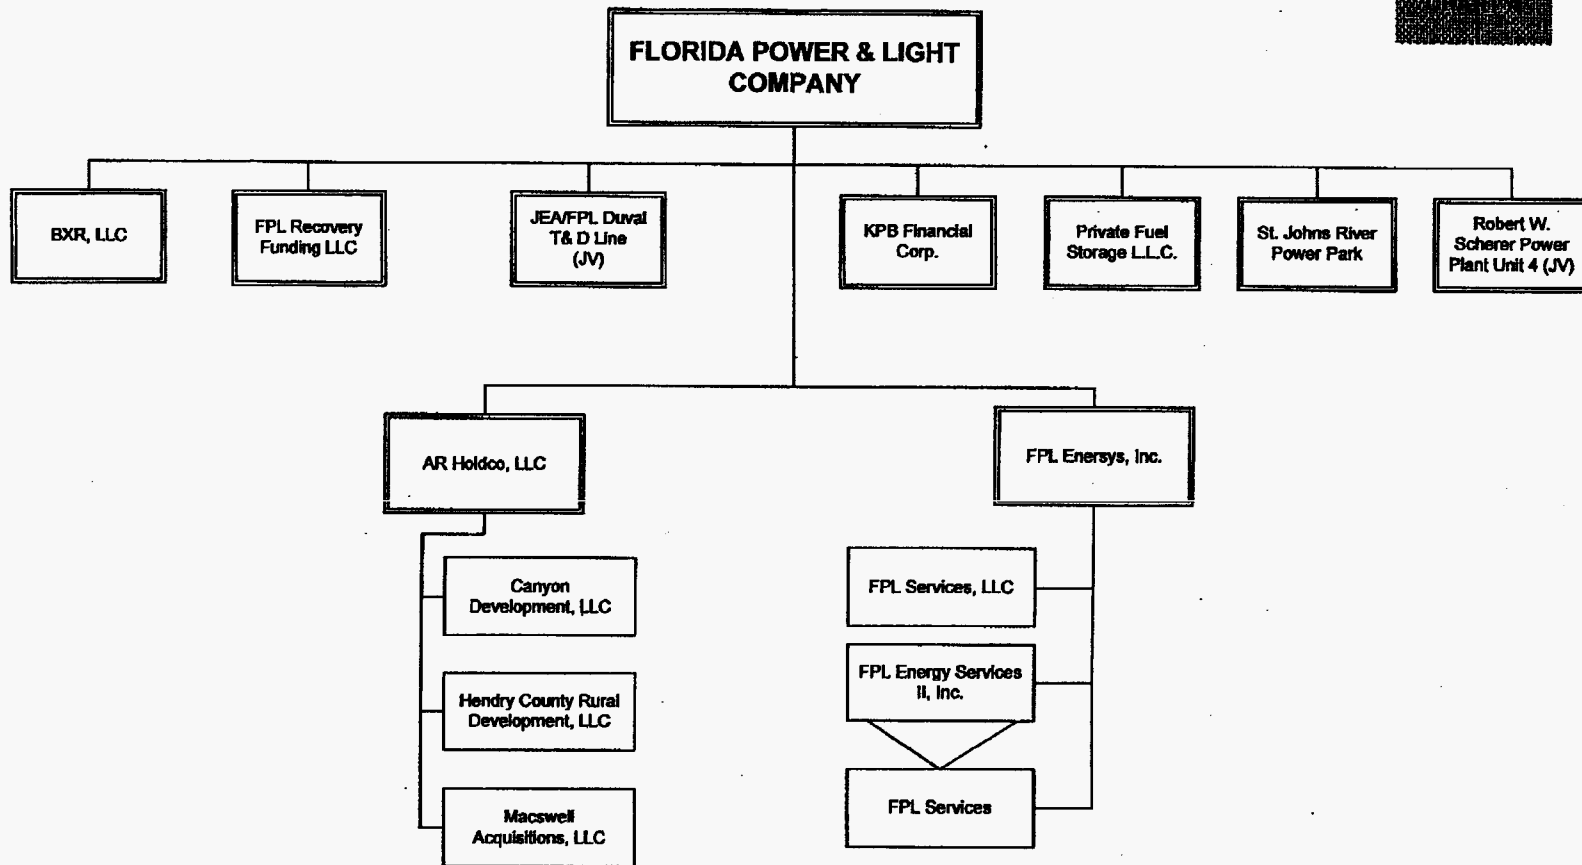 FLORIDA POWER & LIGHT
COMPANY
BXR, LLC
FPL Recovery
Funding LLC
JEA/FPL Duval
T& D Line
(JV)
KPB Financial
Corp.
Private Fuel
Storage L.L.C.
St. Johns River
Power Park
Robert W.
Scherer Power
Plant Unit 4 (JV)
AR Holdco, LLC
FPL Enersys, Inc.
Canyon
Development, LLC
Hendry County Rural
Development, LLC
Macswell
Acquisitions, LLC
FPL Services, LLC
FPL Energy Services
II, Inc.
FPL Services